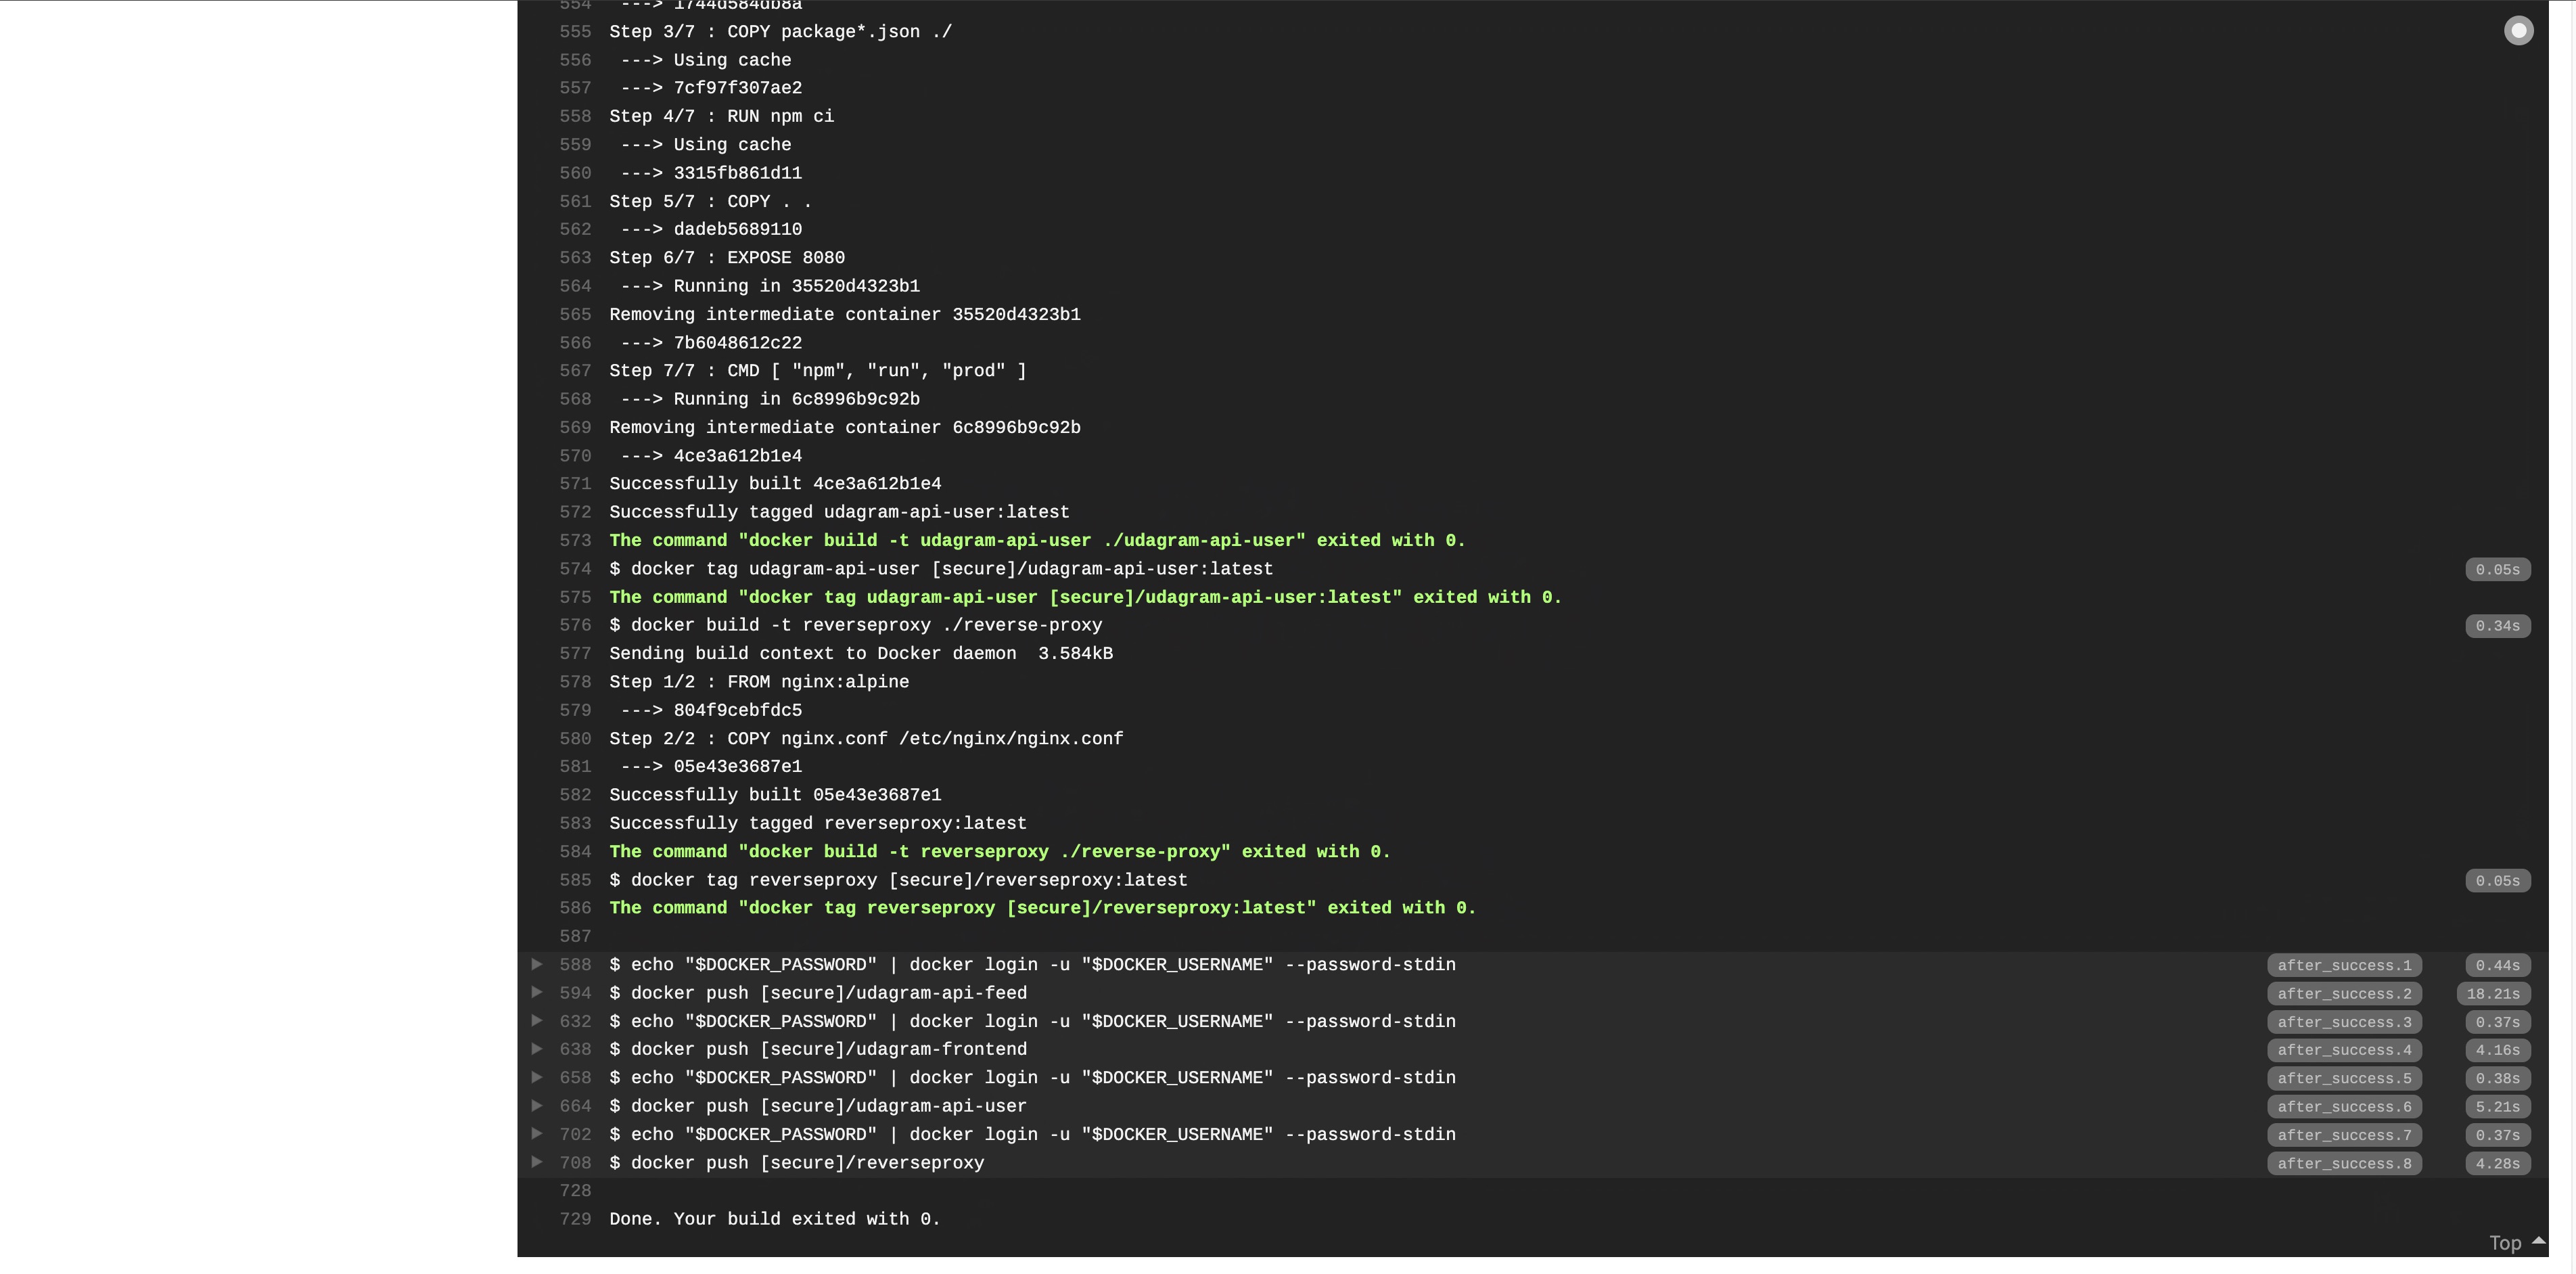 554 ---> 1744d584db8a
555 Step 3/7 : COPY package*.json ./
556 ---> Using cache
557 ---> 7cf97f307ae2
558 Step 4/7 : RUN npm ci
559 ---> Using cache
560 ---> 3315fb861d11
561 Step 5/7 : COPY . .
562 ---> dadeb5689110
563 Step 6/7 : EXPOSE 8080
564 ---> Running in 35520d4323b1
565 Removing intermediate container 35520d4323b1
566 ---> 7b6048612c22
567 Step 7/7 : CMD [ "npm", "run", "prod" ]
568 ---> Running in 6c8996b9c92b
569 Removing intermediate container 6c8996b9c92b
570 ---> 4ce3a612b1e4
571 Successfully built 4ce3a612b1e4
572 Successfully tagged udagram-api-user:latest
573 The command "docker build -t udagram-api-user ./udagram-api-user" exited with 0.
574 $ docker tag udagram-api-user [secure]/udagram-api-user:latest 0.05s
575 The command "docker tag udagram-api-user [secure]/udagram-api-user:latest" exited with 0.
576 $ docker build -t reverseproxy ./reverse-proxy 0.34s
577 Sending build context to Docker daemon  3.584kB
578 Step 1/2 : FROM nginx:alpine
579 ---> 804f9cebfdc5
580 Step 2/2 : COPY nginx.conf /etc/nginx/nginx.conf
581 ---> 05e43e3687e1
582 Successfully built 05e43e3687e1
583 Successfully tagged reverseproxy:latest
584 The command "docker build -t reverseproxy ./reverse-proxy" exited with 0.
585 $ docker tag reverseproxy [secure]/reverseproxy:latest 0.05s
586 The command "docker tag reverseproxy [secure]/reverseproxy:latest" exited with 0.
587
588 $ echo "$DOCKER_PASSWORD" | docker login -u "$DOCKER_USERNAME" --password-stdin after_success.1 0.44s
594 $ docker push [secure]/udagram-api-feed after_success.2 18.21s
632 $ echo "$DOCKER_PASSWORD" | docker login -u "$DOCKER_USERNAME" --password-stdin after_success.3 0.37s
638 $ docker push [secure]/udagram-frontend after_success.4 4.16s
658 $ echo "$DOCKER_PASSWORD" | docker login -u "$DOCKER_USERNAME" --password-stdin after_success.5 0.38s
664 $ docker push [secure]/udagram-api-user after_success.6 5.21s
702 $ echo "$DOCKER_PASSWORD" | docker login -u "$DOCKER_USERNAME" --password-stdin after_success.7 0.37s
708 $ docker push [secure]/reverseproxy after_success.8 4.28s
728
729 Done. Your build exited with 0.
Top